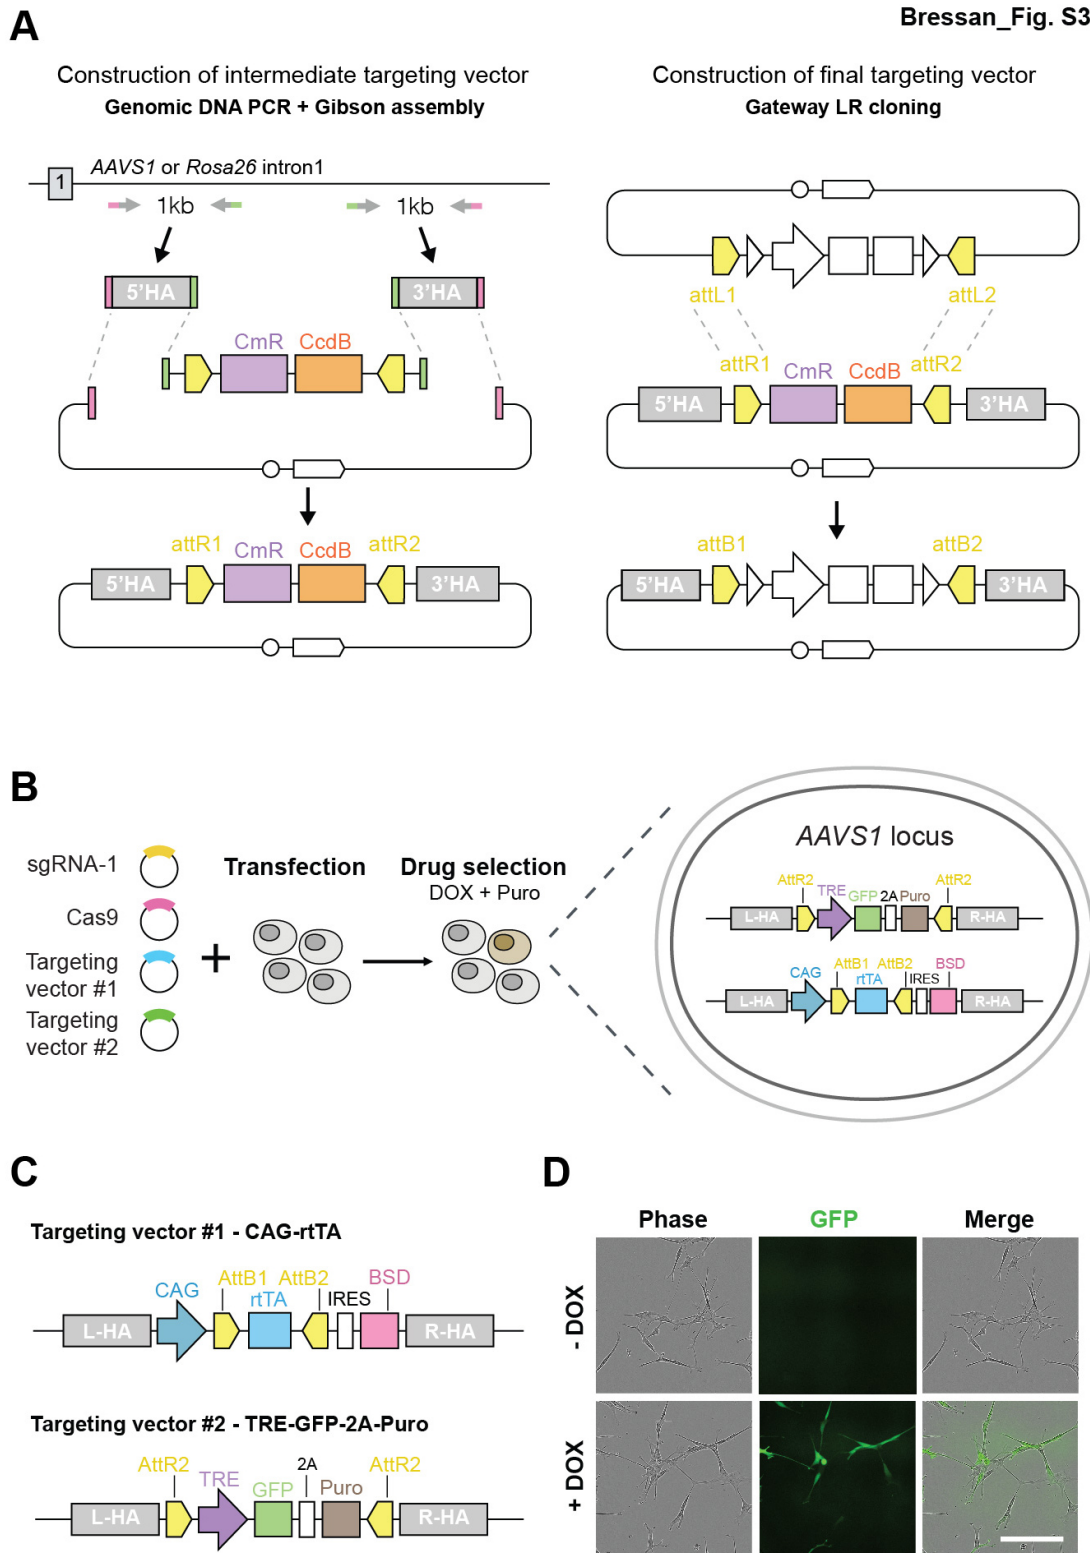 Bressan_Fig. S3
A
Construction of intermediate targeting vector
Genomic DNA PCR + Gibson assembly
1
AAVS1 or Rosa26 intron1
1kb
1kb
5'HA
3'HA
CmR
CcdB
attR1
CmR
CcdB
attR2
5'HA
3'HA
Construction of final targeting vector
Gateway LR cloning
attL1
attL2
attR1
CmR
CcdB
attR2
5'HA
3'HA
attB1
attB2
5'HA
3'HA
B
sgRNA-1
Cas9
Targeting
vector #1
Targeting
vector #2
+
Transfection
Drug selection
DOX + Puro
AAVS1 locus
AttR2
TRE
GFP
2A
Puro
AttR2
L-HA
R-HA
CAG
AttB1
rtTA
AttB2
IRES
BSD
L-HA
R-HA
C
Targeting vector #1 - CAG-rtTA
CAG
AttB1
rtTA
AttB2
IRES
BSD
L-HA
R-HA
Targeting vector #2 - TRE-GFP-2A-Puro
AttR2
TRE
GFP
2A
Puro
AttR2
L-HA
R-HA
D
Phase
GFP
Merge
- DOX
+ DOX